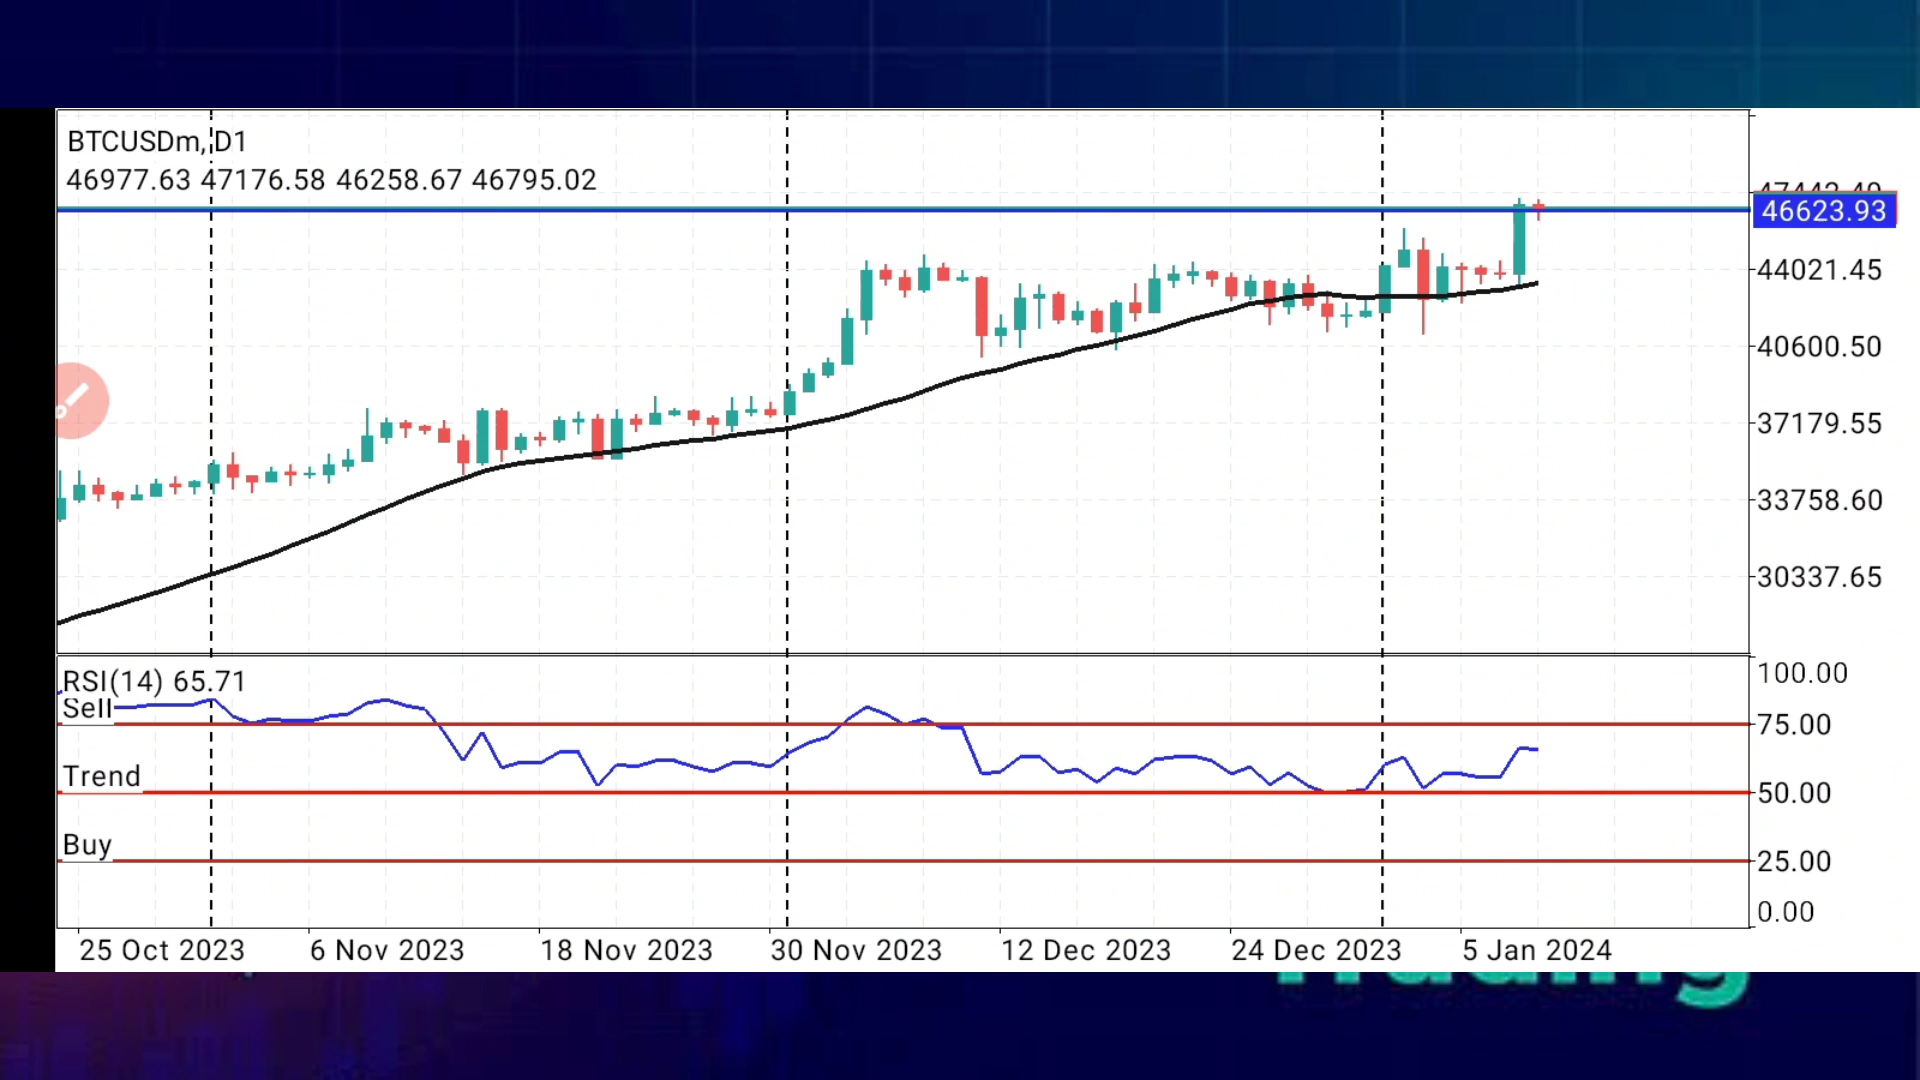 BTCUSDm, D1
46977.63 47176.58 46258.67 46795.02
47442.40
46623.93
44021.45
40600.50
37179.55
33758.60
30337.65
RSI(14) 65.71
100.00
Sell
75.00
Trend
50.00
Buy
25.00
0.00
25 Oct 2023 6 Nov 2023 18 Nov 2023 30 Nov 2023 12 Dec 2023 24 Dec 2023 5 Jan 2024